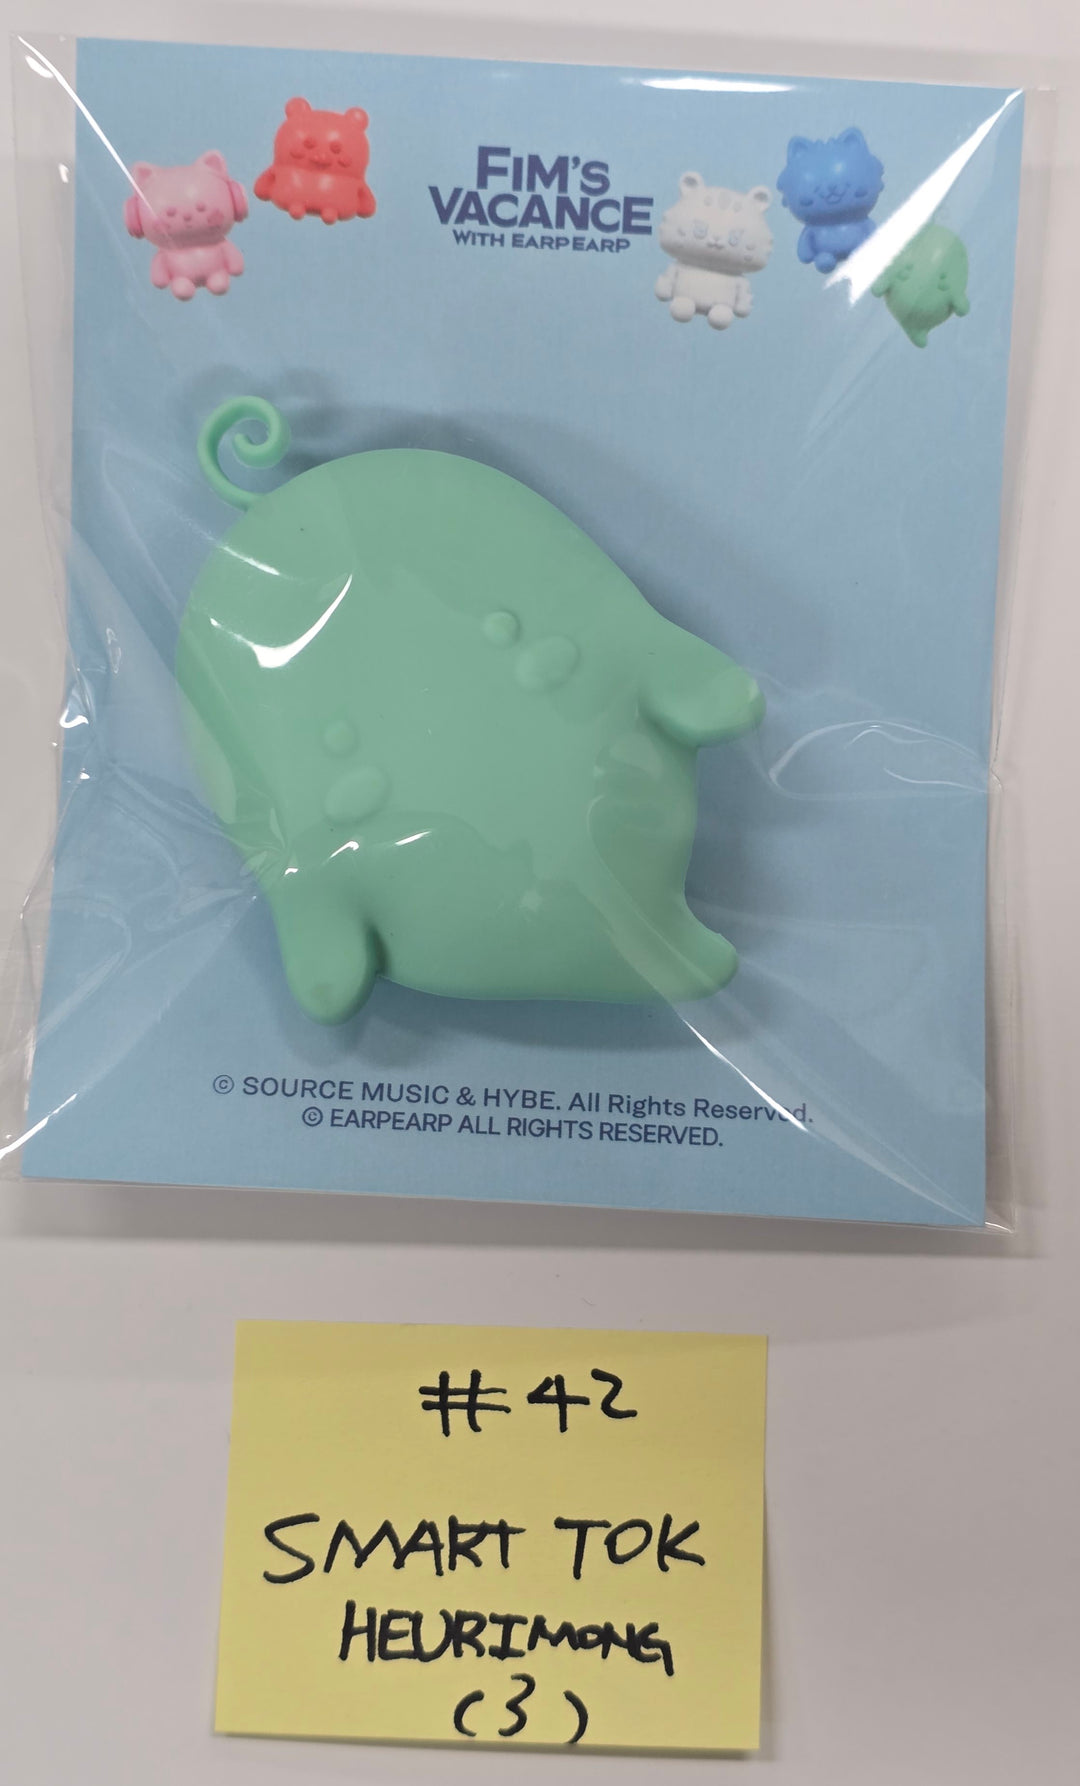 FIM'S
VACANCE
WITH EARPEARP
© SOURCE MUSIC & HYBE. All Rights Reserved.
© EARPEARP ALL RIGHTS RESERVED.
#42
SMART TOK
HEURIMONG
(3)